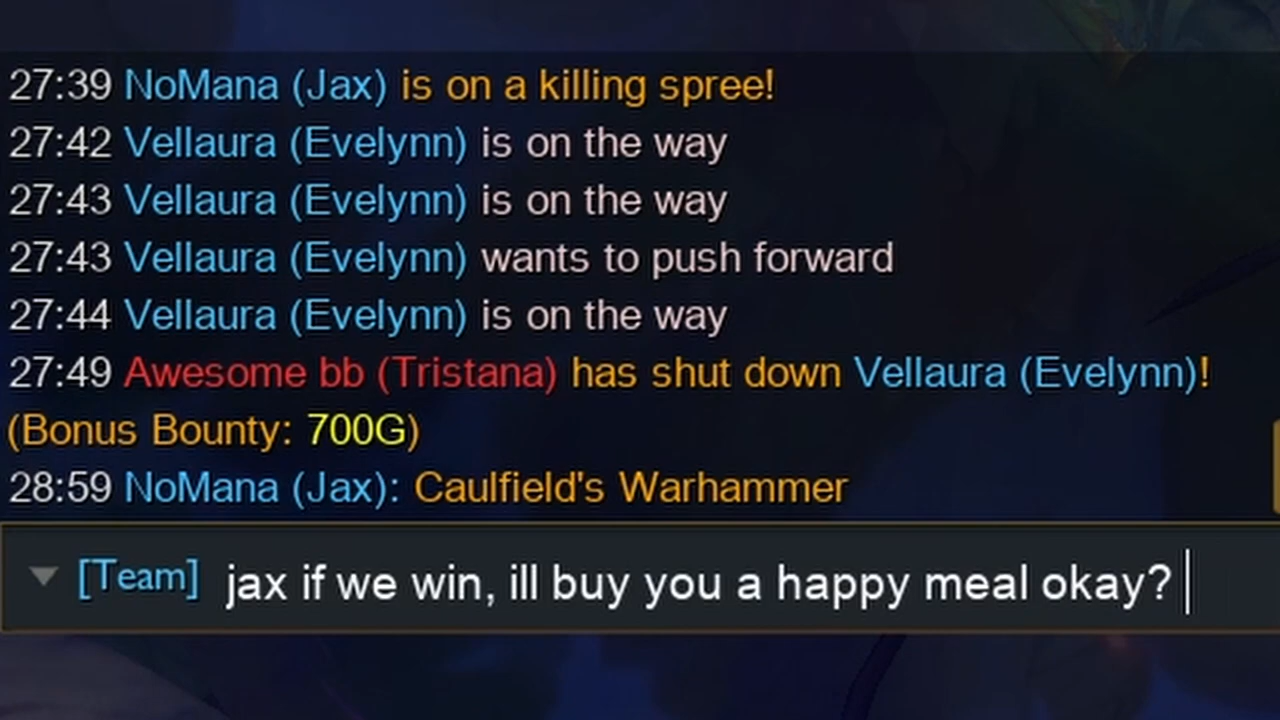 27:39 NoMana (Jax) is on a killing spree!
27:42 Vellaura (Evelynn) is on the way
27:43 Vellaura (Evelynn) is on the way
27:43 Vellaura (Evelynn) wants to push forward
27:44 Vellaura (Evelynn) is on the way
27:49 Awesome bb (Tristana) has shut down Vellaura (Evelynn)!
(Bonus Bounty: 700G)
28:59 NoMana (Jax): Caulfield's Warhammer
[Team] jax if we win, ill buy you a happy meal okay?